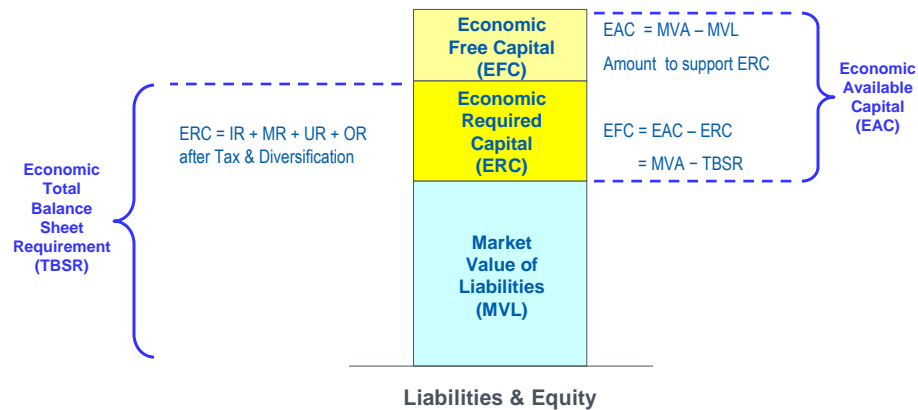 Economic
Free Capital
(EFC)
EAC = MVA – MVL
Amount to support ERC
Economic
Available
Capital
(EAC)
Economic
Required
Capital
(ERC)
ERC = IR + MR + UR + OR
after Tax & Diversification
EFC = EAC – ERC
= MVA – TBSR
Economic
Total
Balance
Sheet
Requirement
(TBSR)
Market
Value of
Liabilities
(MVL)
Liabilities & Equity